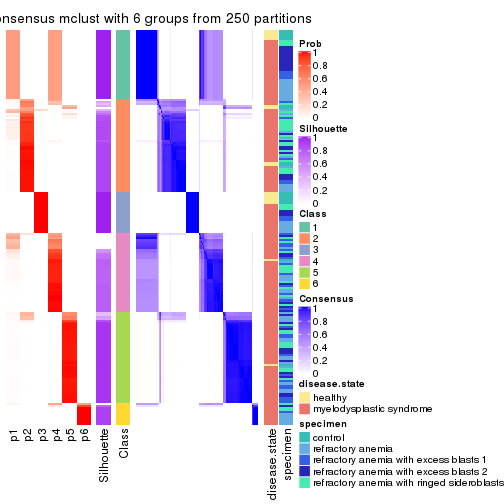 onsensus mclust with 6 groups from 250 partitions
Prob
1
0.8
0.6
0.4
0.2
0
Silhouette
1
0.8
0.6
0.4
0.2
0
Class
1
2
3
4
5
6
Consensus
1
0.8
0.6
0.4
0.2
0
disease.state
healthy
myelodysplastic syndrome
specimen
control
refractory anemia
refractory anemia with excess blasts 1
refractory anemia with excess blasts 2
refractory anemia with ringed sideroblasts
p1
p2
p3
p4
p5
p6
Silhouette
Class
disease.state
specimen